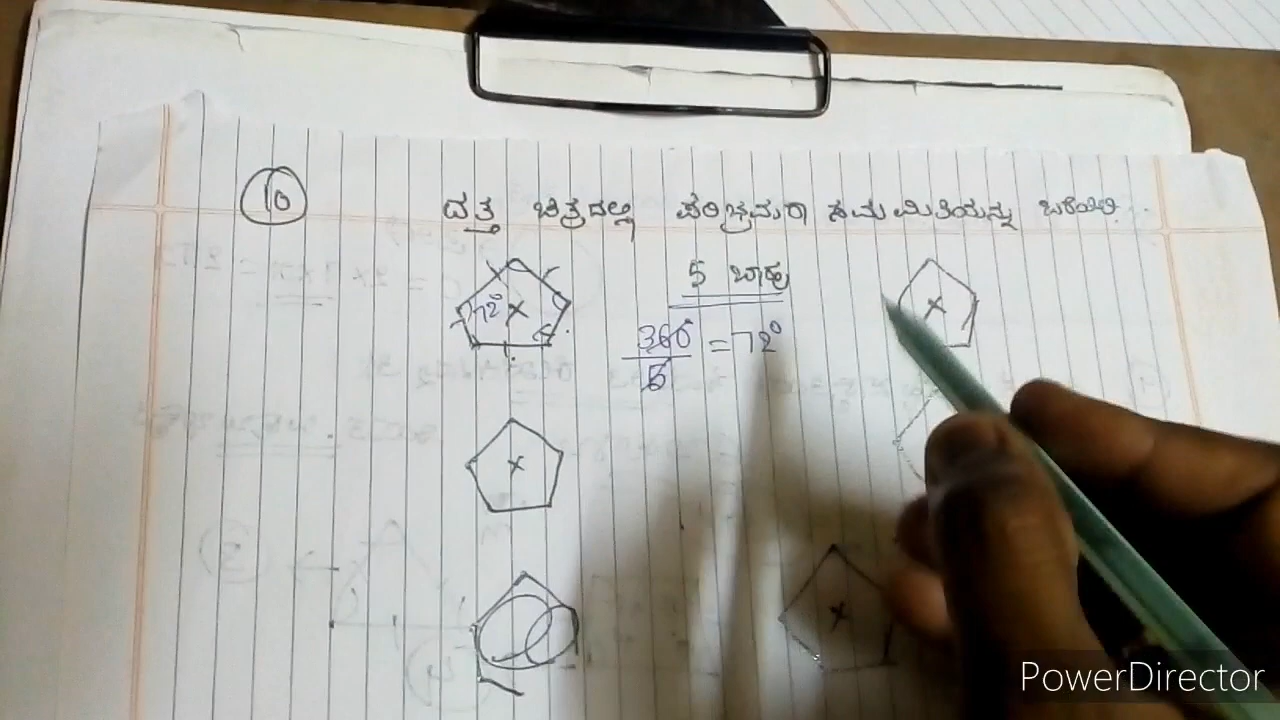 10 ದತ್ತ ಚಿತ್ರದಲ್ಲಿ ಪರಿಭ್ರಮಣ ಸಮಮಿತಿಯನ್ನು ಬರೆಯಿರಿ.
5 ಬಾಹು
72°
360°
5
= 72°
PowerDirector